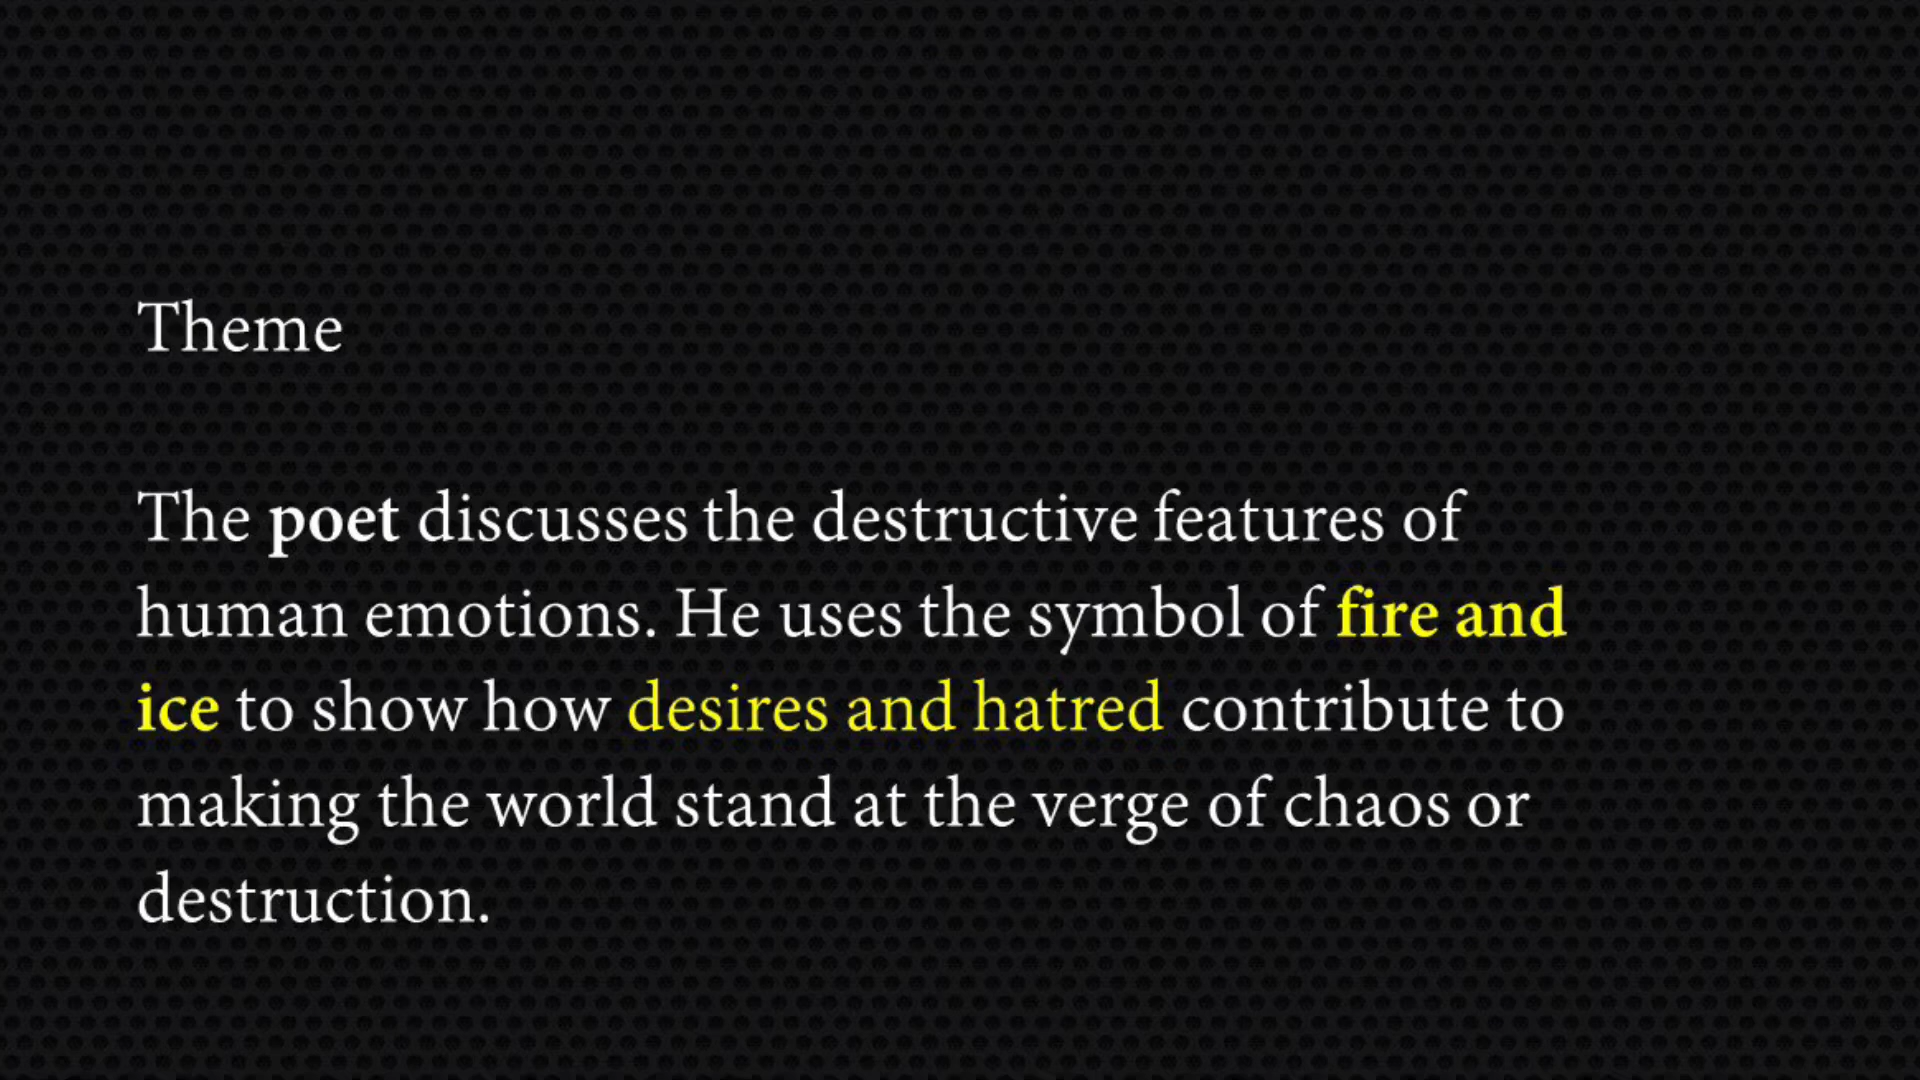 Theme
The poet discusses the destructive features of
human emotions. He uses the symbol of fire and
ice to show how desires and hatred contribute to
making the world stand at the verge of chaos or
destruction.